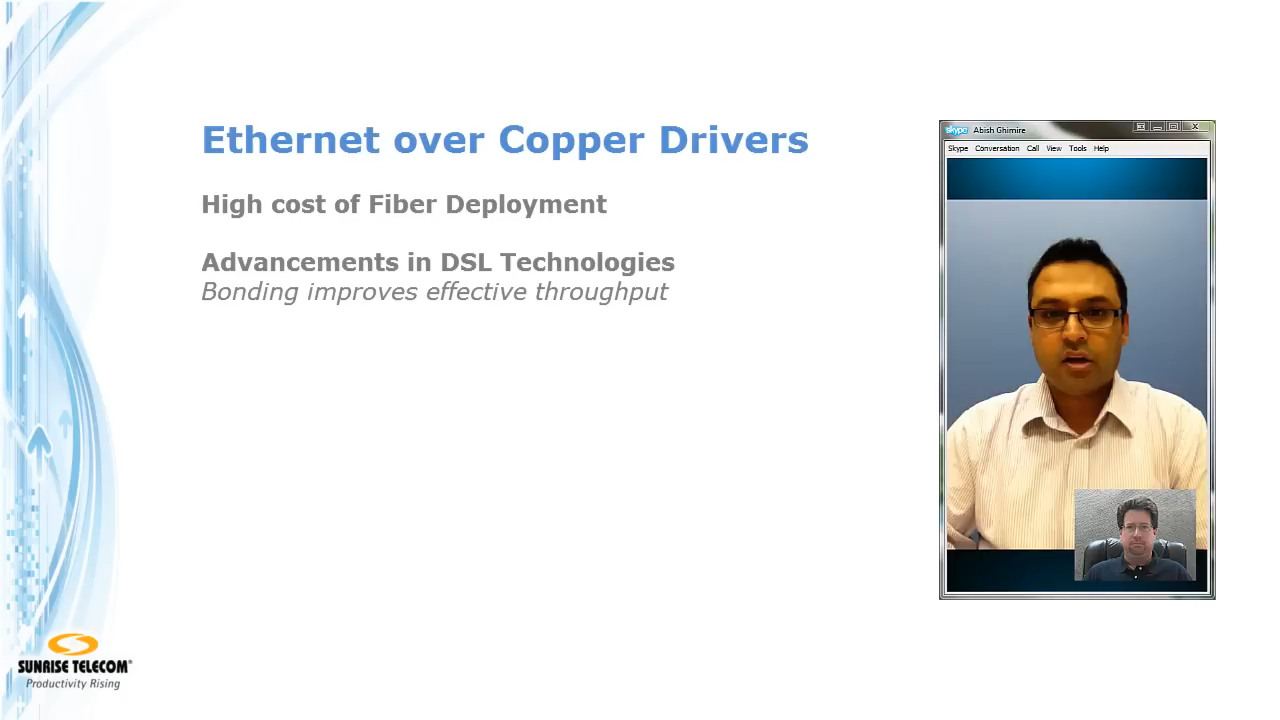 Ethernet over Copper Drivers
High cost of Fiber Deployment
Advancements in DSL Technologies
Bonding improves effective throughput
skype Abish Ghimire
Skype Conversation Call View Tools Help
SUNRISE TELECOM®
Productivity Rising